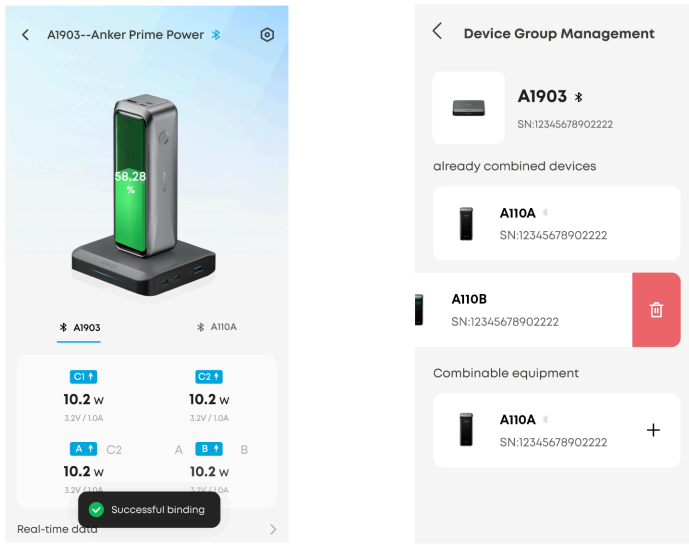 A1903--Anker Prime Power
58.28
%
A1903
A110A
C1
C2
10.2 w
10.2 w
3.2V / 1.0A
3.2V / 1.0A
A
C2
A
B
B
10.2 w
10.2 w
3.2V / 1.0A
3.2V / 1.0A
Successful binding
Real-time data
Device Group Management
A1903
SN:12345678902222
already combined devices
A110A
SN:12345678902222
A110B
SN:12345678902222
Combinable equipment
A110A
SN:12345678902222